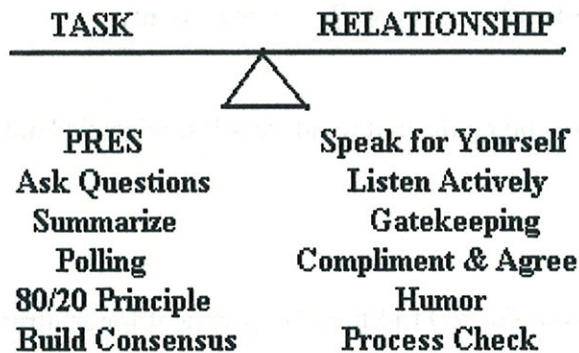 TASK RELATIONSHIP
PRES Speak for Yourself
Ask Questions Listen Actively
Summarize Gatekeeping
Polling Compliment & Agree
80/20 Principle Humor
Build Consensus Process Check